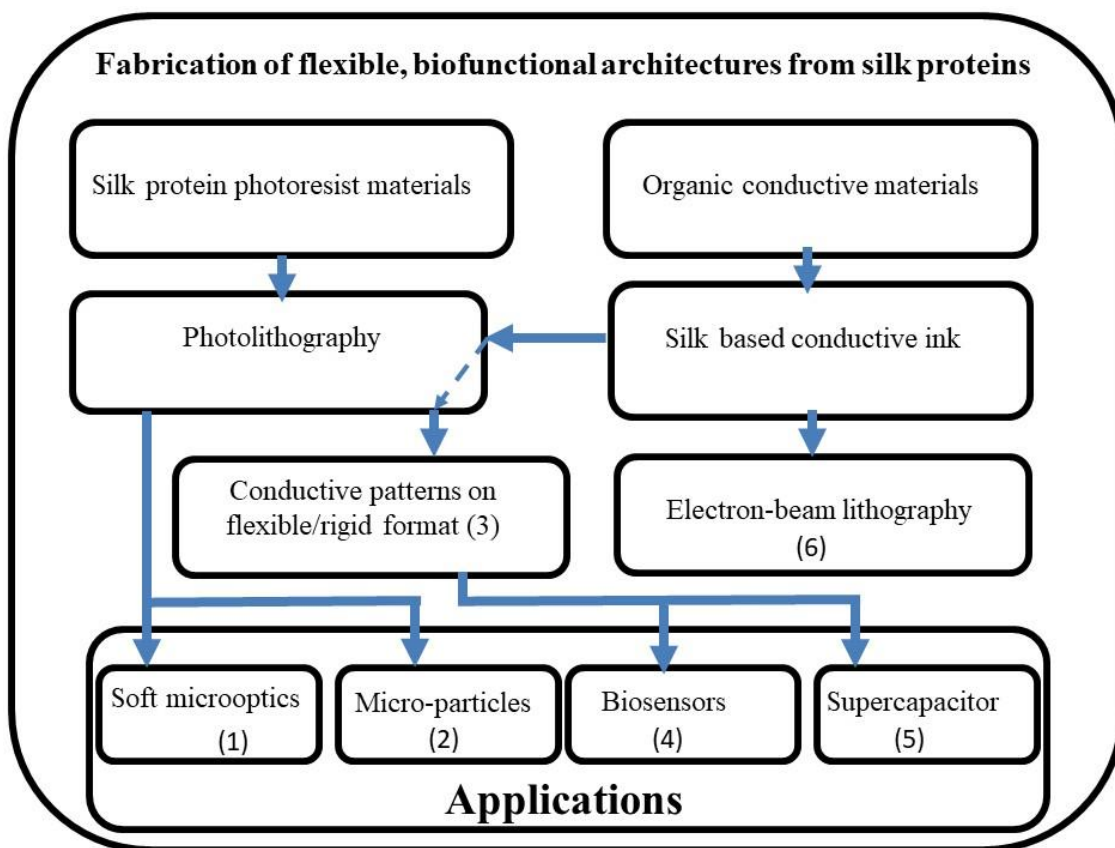 Fabrication of flexible, biofunctional architectures from silk proteins
Silk protein photoresist materials
Organic conductive materials
Photolithography
Silk based conductive ink
Conductive patterns on
flexible/rigid format (3)
Electron-beam lithography
(6)
Soft microoptics
(1)
Micro-particles
(2)
Biosensors
(4)
Supercapacitor
(5)
Applications